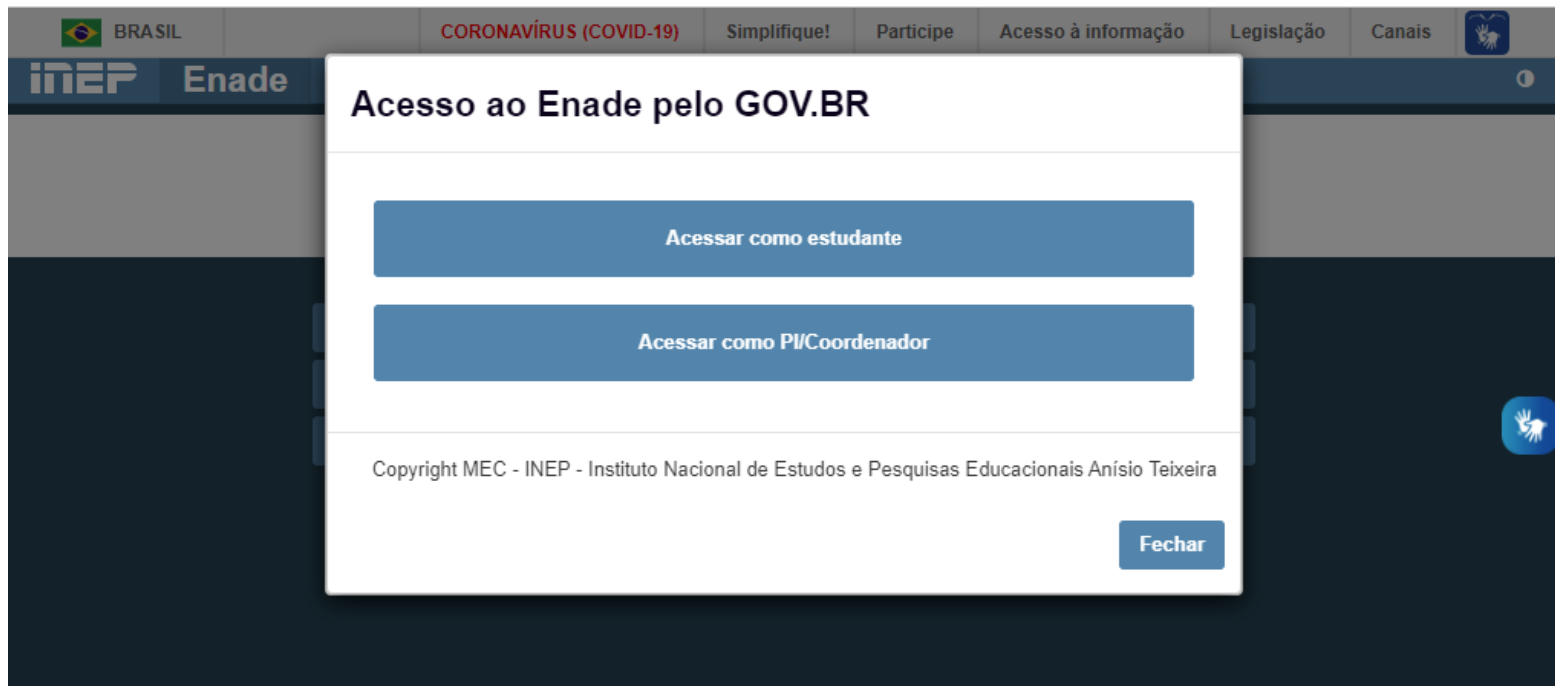 BRASIL CORONAVÍRUS (COVID-19) Simplifique! Participe Acesso à informação Legislação Canais
inep Enade
Acesso ao Enade pelo GOV.BR
Acessar como estudante
Acessar como PI/Coordenador
Copyright MEC - INEP - Instituto Nacional de Estudos e Pesquisas Educacionais Anísio Teixeira
Fechar